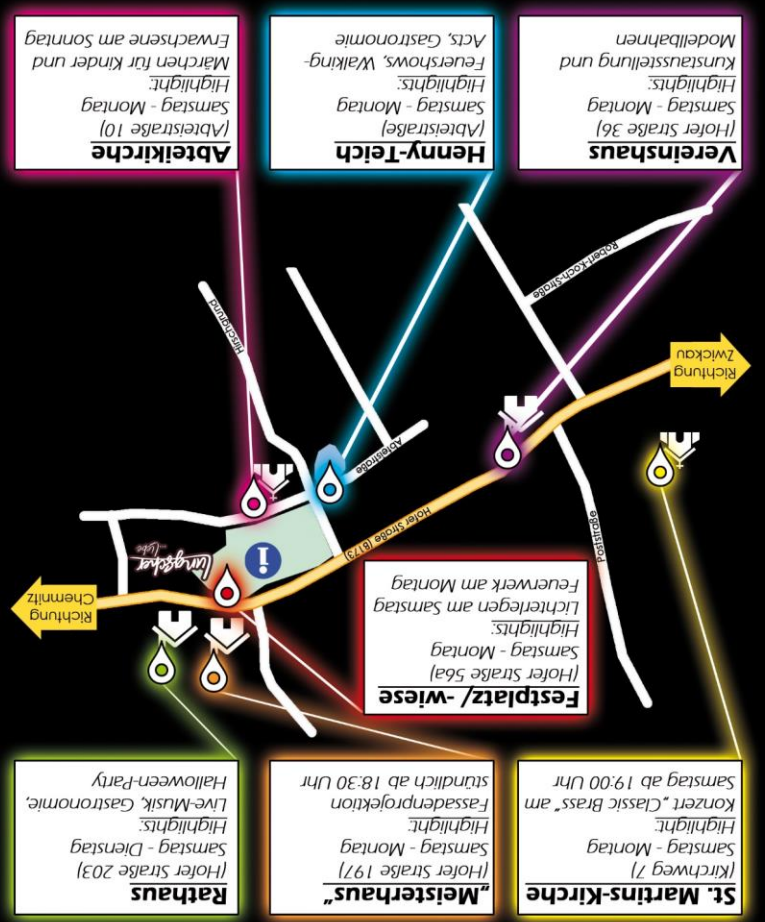 St. Martins-Kirche
(Kirchweg 7)
Samstag - Montag
Highlight:
Konzert „Classic Brass“ am
Samstag ab 19:00 Uhr
„Meisterhaus“
(Hofer Straße 197)
Samstag - Montag
Highlight:
Fassadenprojektion
stündlich ab 18:30 Uhr
Rathaus
(Hofer Straße 203)
Samstag - Dienstag
Highlights:
Live-Musik, Gastronomie,
Halloween-Party
Festplatz/ -wiese
(Hofer Straße 56a)
Samstag - Montag
Highlights:
Lichterlegen am Samstag
Feuerwerk am Montag
Richtung
Chemnitz
Poststraße
Hofer Straße (B173)
i
Lungscher
Liebe
Abteistraße
Richtung
Zwickau
Hirschgrund
Robert-Koch-Straße
Vereinshaus
(Hofer Straße 36)
Samstag - Montag
Highlights:
Kunstausstellung und
Modellbahnen
Henny-Teich
(Abteistraße)
Samstag - Montag
Highlights:
Feuershows, Walking-
Acts, Gastronomie
Abteikirche
(Abteistraße 10)
Samstag - Montag
Highlight:
Märchen für Kinder und
Erwachsene am Sonntag